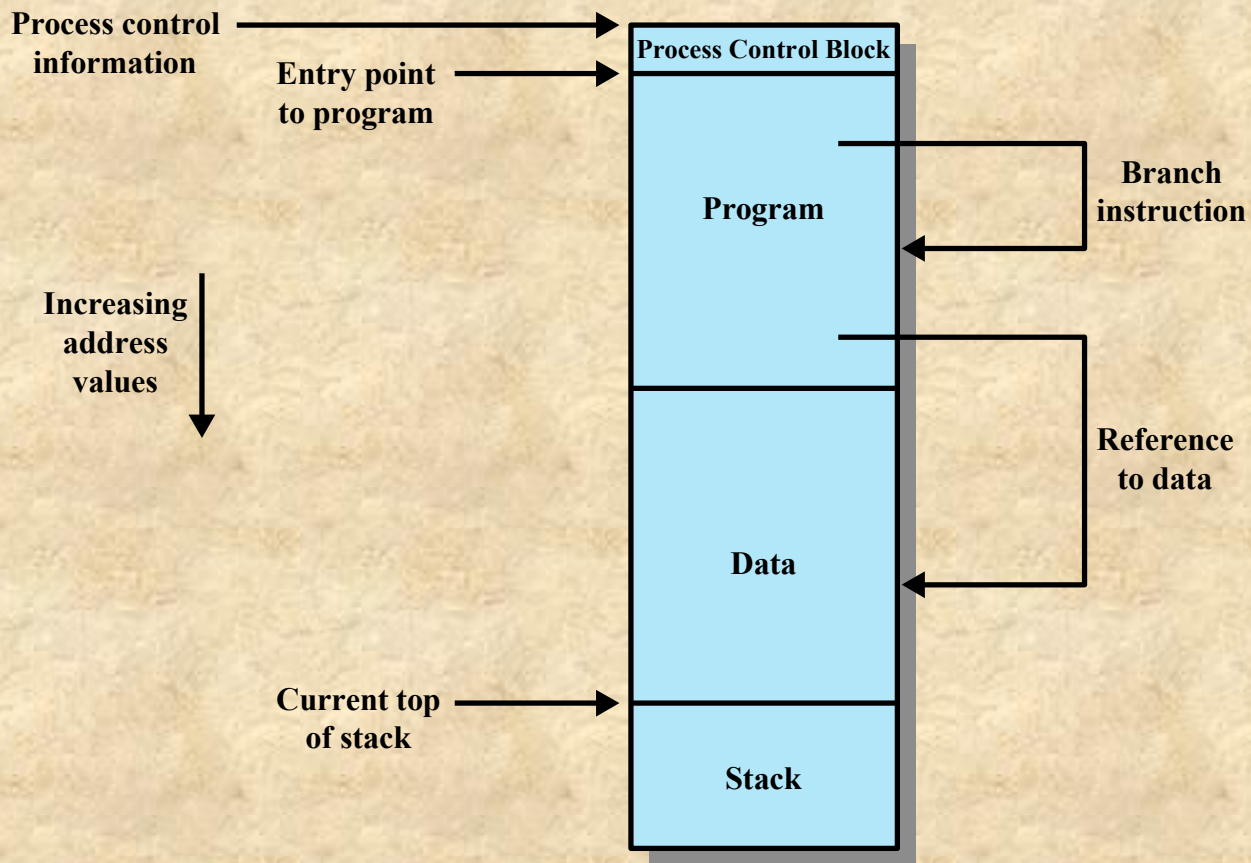 Process control
information
Process Control Block
Entry point
to program
Program
Branch
instruction
Increasing
address
values
Reference
to data
Data
Current top
of stack
Stack